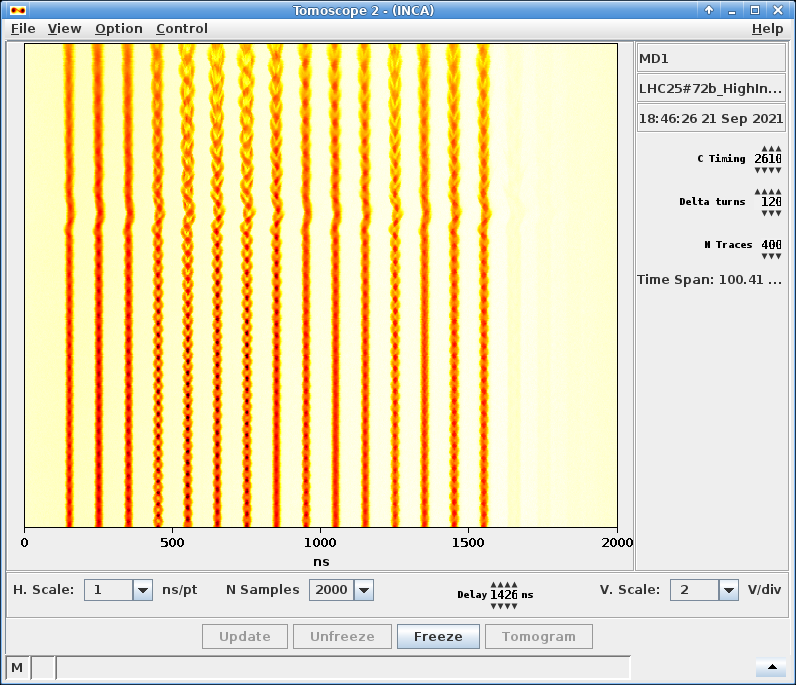 Tomoscope 2 - (INCA)
File View Option Control Help
MD1
LHC25#72b_HighIn...
18:46:26 21 Sep 2021
C Timing 2610
Delta turns 120
N Traces 400
Time Span: 100.41 ...
0 500 1000 1500 2000
ns
H. Scale: 1 ns/pt N Samples 2000 Delay 1426 ns V. Scale: 2 V/div
Update Unfreeze Freeze Tomogram
M